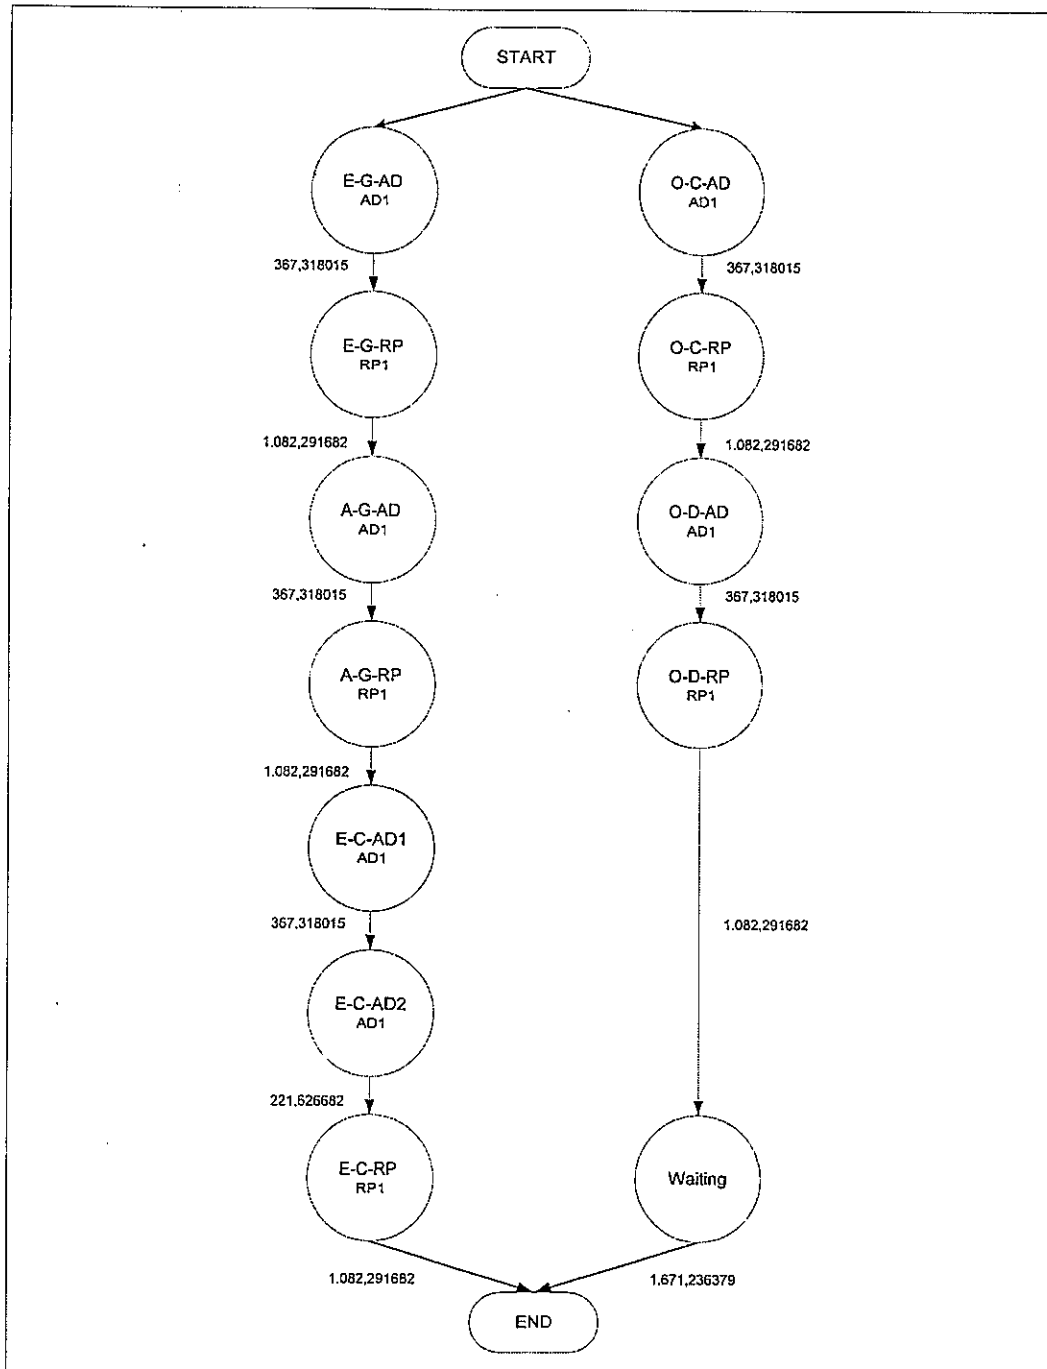 START
E-G-AD
AD1
O-C-AD
AD1
367,318015
367,318015
E-G-RP
RP1
O-C-RP
RP1
1.082,291682
1.082,291682
A-G-AD
AD1
O-D-AD
AD1
367,318015
367,318015
A-G-RP
RP1
O-D-RP
RP1
1.082,291682
E-C-AD1
AD1
367,318015
1.082,291682
E-C-AD2
AD1
221,626682
E-C-RP
RP1
Waiting
1.082,291682
1.671,236379
END